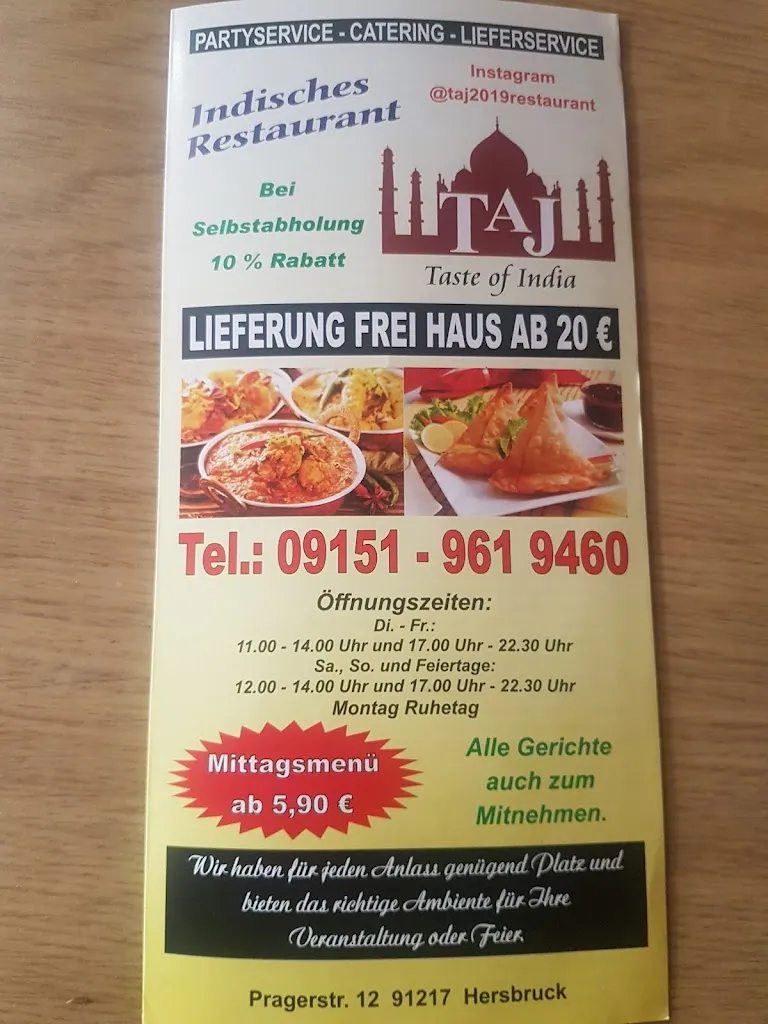 PARTYSERVICE - CATERING - LIEFERSERVICE
Indisches
Restaurant
Instagram
@taj2019restaurant
Bei
Selbstabholung
10 % Rabatt
TAJ
Taste of India
LIEFERUNG FREI HAUS AB 20 €
Tel.: 09151 - 961 9460
Öffnungszeiten:
Di. - Fr.:
11.00 - 14.00 Uhr und 17.00 Uhr - 22.30 Uhr
Sa., So. und Feiertage:
12.00 - 14.00 Uhr und 17.00 Uhr - 22.30 Uhr
Montag Ruhetag
Mittagsmenü
ab 5,90 €
Alle Gerichte
auch zum
Mitnehmen.
Wir haben für jeden Anlass genügend Platz und
bieten das richtige Ambiente für Ihre
Veranstaltung oder Feier.
Pragerstr. 12 91217 Hersbruck